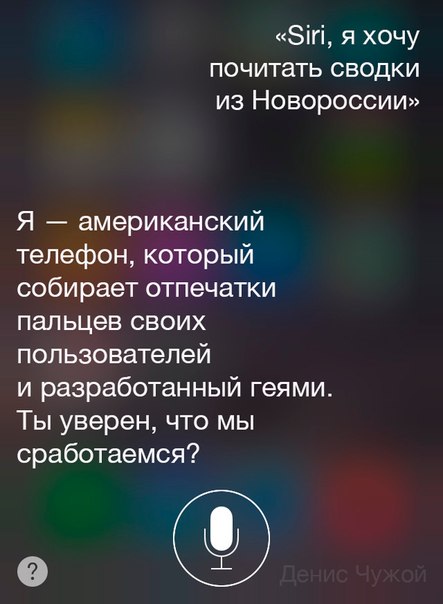 «Siri, я хочу
почитать сводки
из Новороссии»
Я — американский
телефон, который
собирает отпечатки
пальцев своих
пользователей
и разработанный геями.
Ты уверен, что мы
сработаемся?
?
Денис Чужой